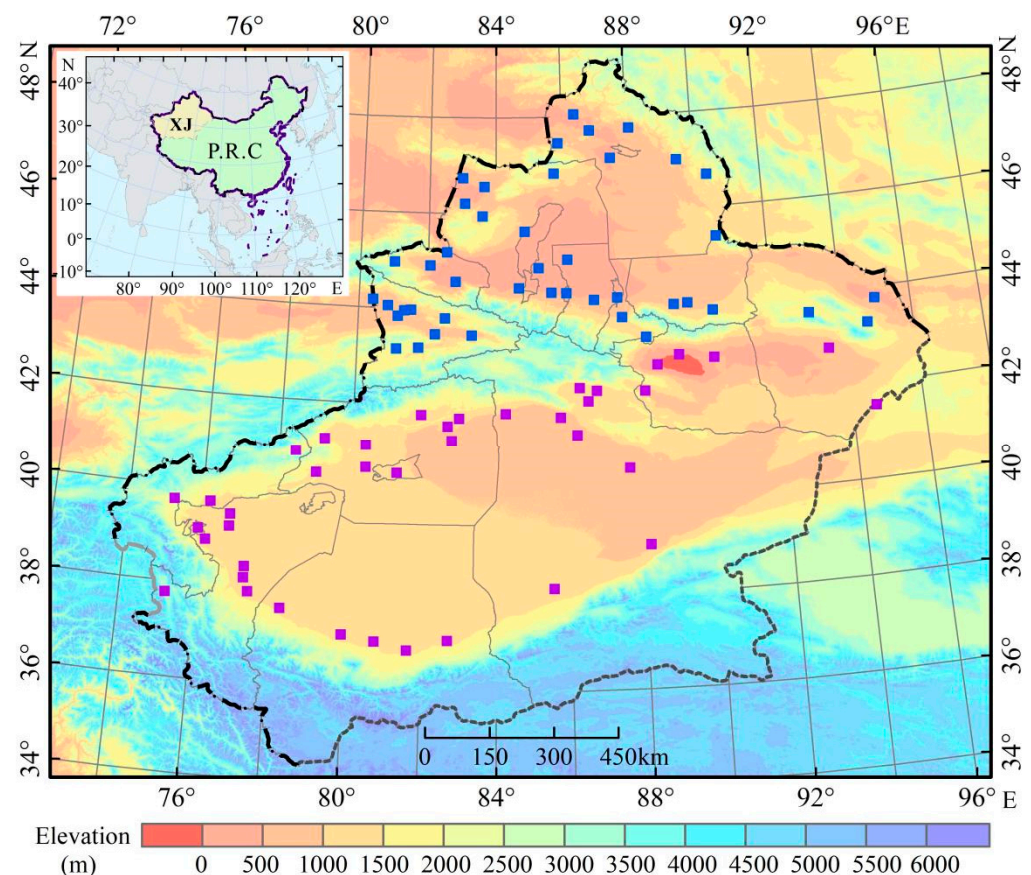 72° 76° 80° 84° 88° 92° 96° E
48° N
46°
44°
42°
40°
38°
36°
34°
N
40°
30°
20°
10°
0°
10°
80° 90° 100° 110° 120° E
XJ
P.R.C
N
48°
46°
44°
42°
40°
38°
36°
34°
0 150 300 450km
76° 80° 84° 88° 92° 96° E
Elevation
(m)
0 500 1000 1500 2000 2500 3000 3500 4000 4500 5000 5500 6000